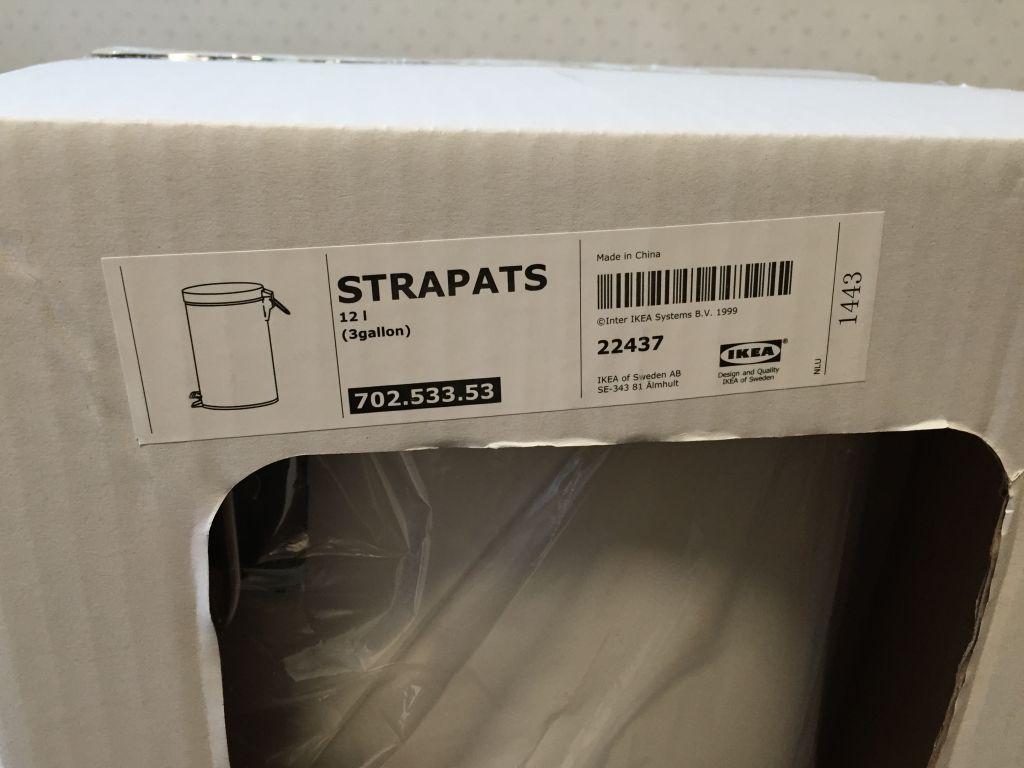 STRAPATS
12 l
(3gallon)
702.533.53
Made in China
©Inter IKEA Systems B.V. 1999
22437
IKEA of Sweden AB
SE-343 81 Älmhult
IKEA®
Design and Quality
IKEA of Sweden
NLU
1443